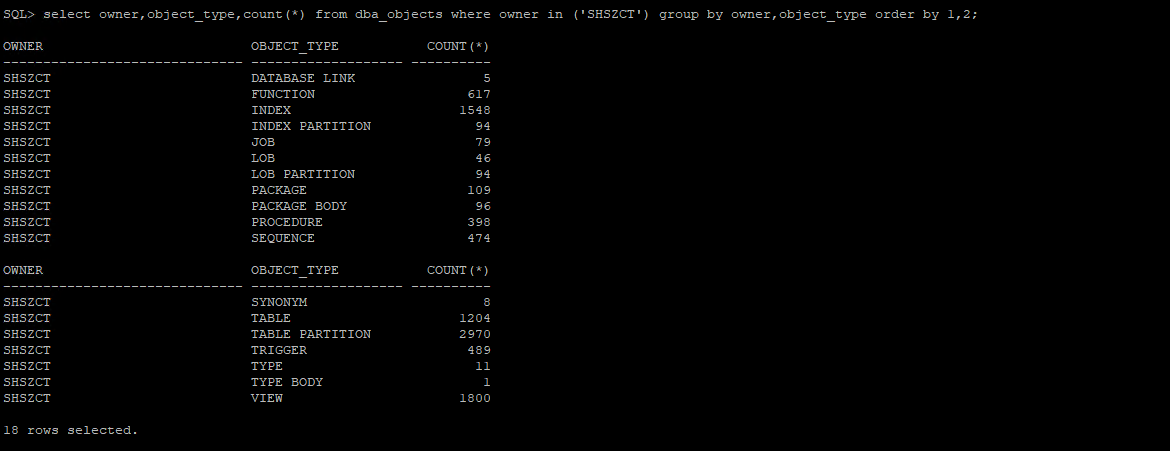 SQL> select owner,object_type,count(*) from dba_objects where owner in ('SHSZCT') group by owner,object_type order by 1,2;
OWNER                          OBJECT_TYPE           COUNT(*)
------------------------------ ------------------- ----------
SHSZCT                         DATABASE LINK                5
SHSZCT                         FUNCTION                   617
SHSZCT                         INDEX                     1548
SHSZCT                         INDEX PARTITION             94
SHSZCT                         JOB                         79
SHSZCT                         LOB                         46
SHSZCT                         LOB PARTITION               94
SHSZCT                         PACKAGE                    109
SHSZCT                         PACKAGE BODY                96
SHSZCT                         PROCEDURE                  398
SHSZCT                         SEQUENCE                   474
OWNER                          OBJECT_TYPE           COUNT(*)
------------------------------ ------------------- ----------
SHSZCT                         SYNONYM                      8
SHSZCT                         TABLE                     1204
SHSZCT                         TABLE PARTITION           2970
SHSZCT                         TRIGGER                    489
SHSZCT                         TYPE                        11
SHSZCT                         TYPE BODY                    1
SHSZCT                         VIEW                      1800
18 rows selected.